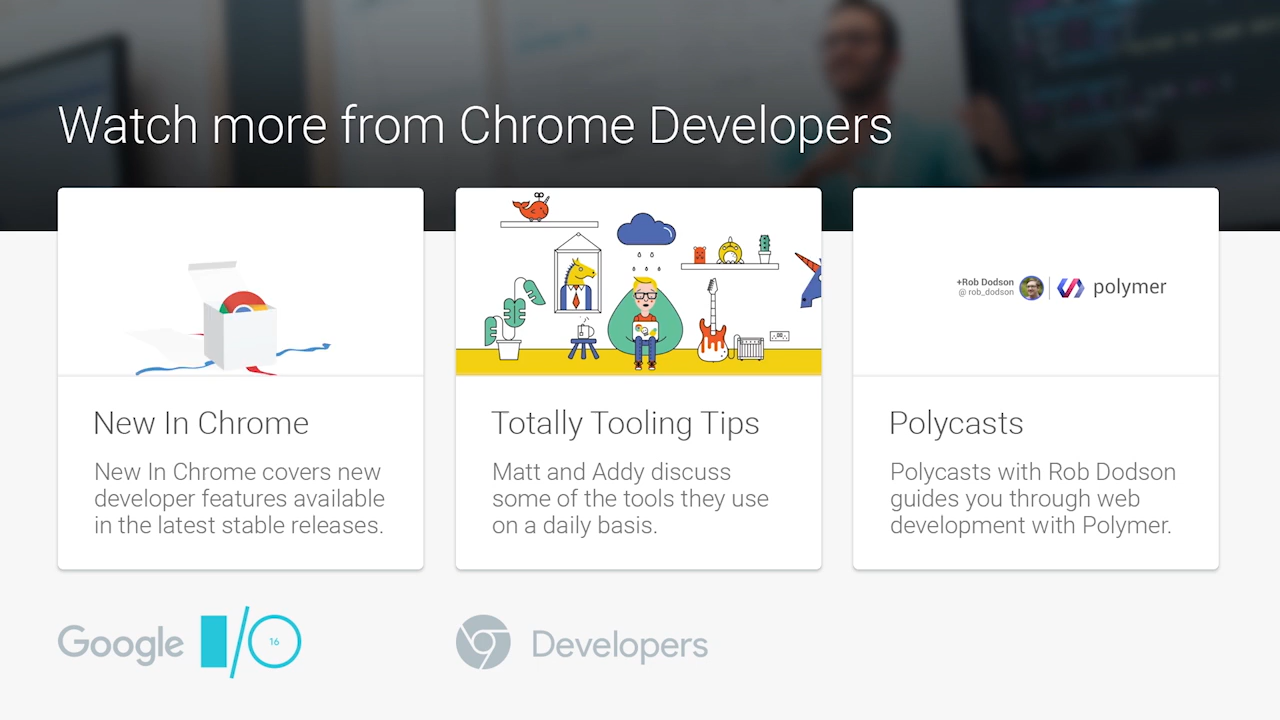 Watch more from Chrome Developers
+Rob Dodson
@rob_dodson
polymer
New In Chrome
New In Chrome covers new
developer features available
in the latest stable releases.
Totally Tooling Tips
Matt and Addy discuss
some of the tools they use
on a daily basis.
Polycasts
Polycasts with Rob Dodson
guides you through web
development with Polymer.
Google I/O 16
Developers